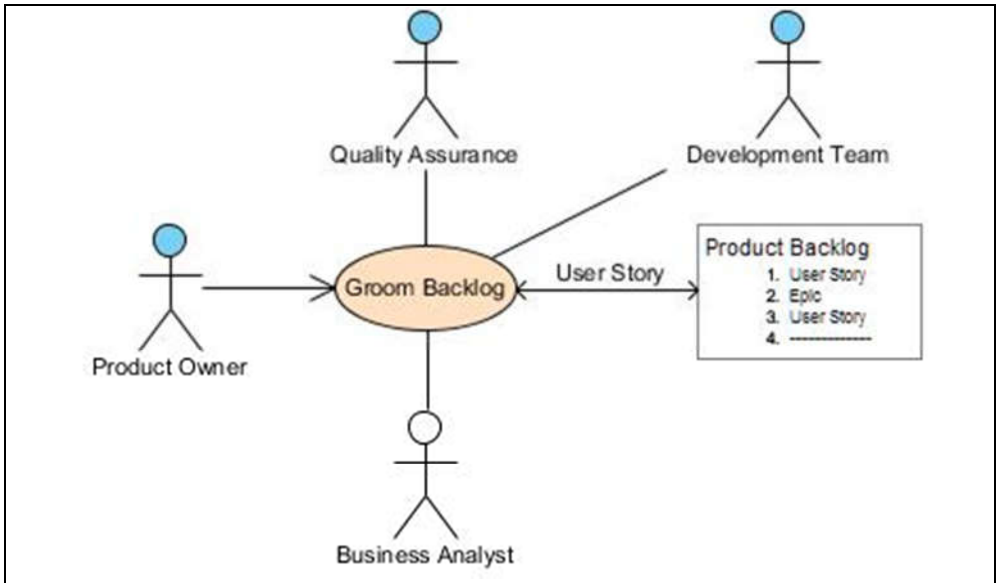 Quality Assurance
Development Team
Product Owner
Groom Backlog
User Story
Product Backlog
1. User Story
2. Epic
3. User Story
4. -------------
Business Analyst